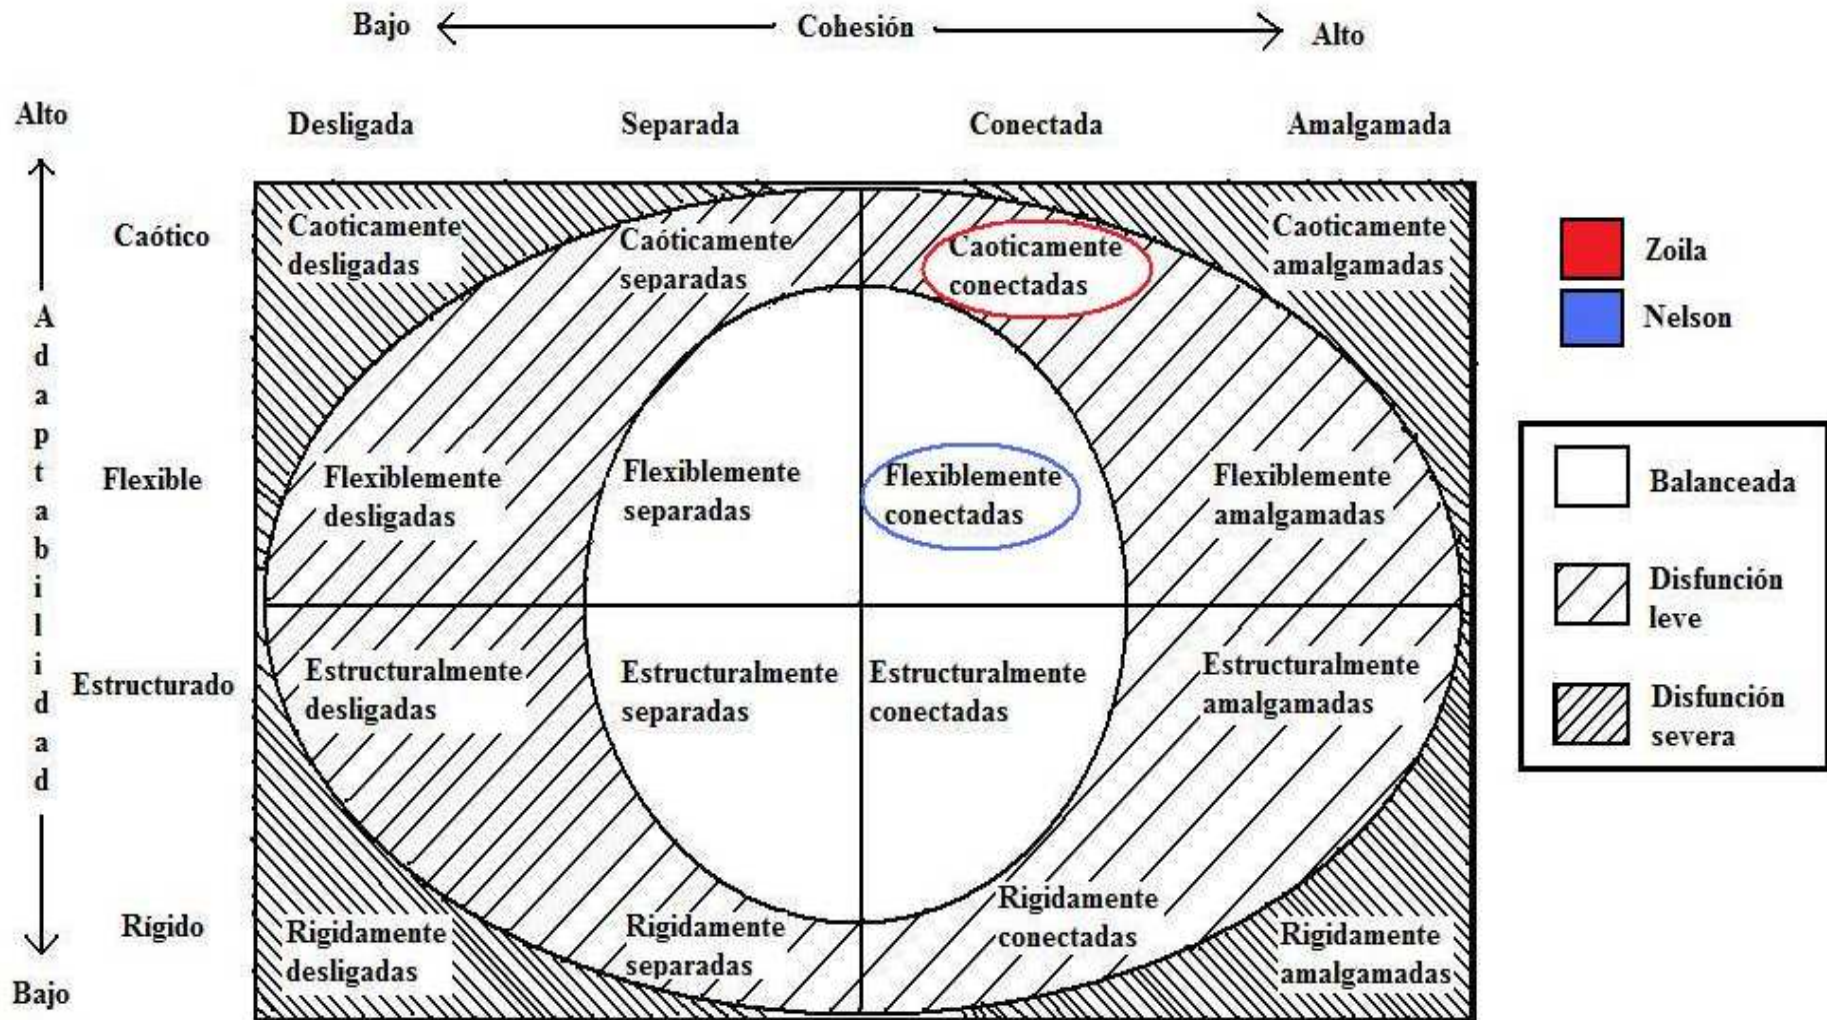 Bajo Cohesión Alto
Alto
Desligada Separada Conectada Amalgamada
Caótico
Caoticamente
desligadas
Caóticamente
separadas
Caoticamente
conectadas
Caoticamente
amalgamadas
Adaptabilidad
Flexible
Flexiblemente
desligadas
Flexiblemente
separadas
Flexiblemente
conectadas
Flexiblemente
amalgamadas
Estructurado
Estructuralmente
desligadas
Estructuralmente
separadas
Estructuralmente
conectadas
Estructuralmente
amalgamadas
Rígido
Rigidamente
desligadas
Rigidamente
separadas
Rigidamente
conectadas
Rigidamente
amalgamadas
Bajo
Zoila
Nelson
Balanceada
Disfunción
leve
Disfunción
severa